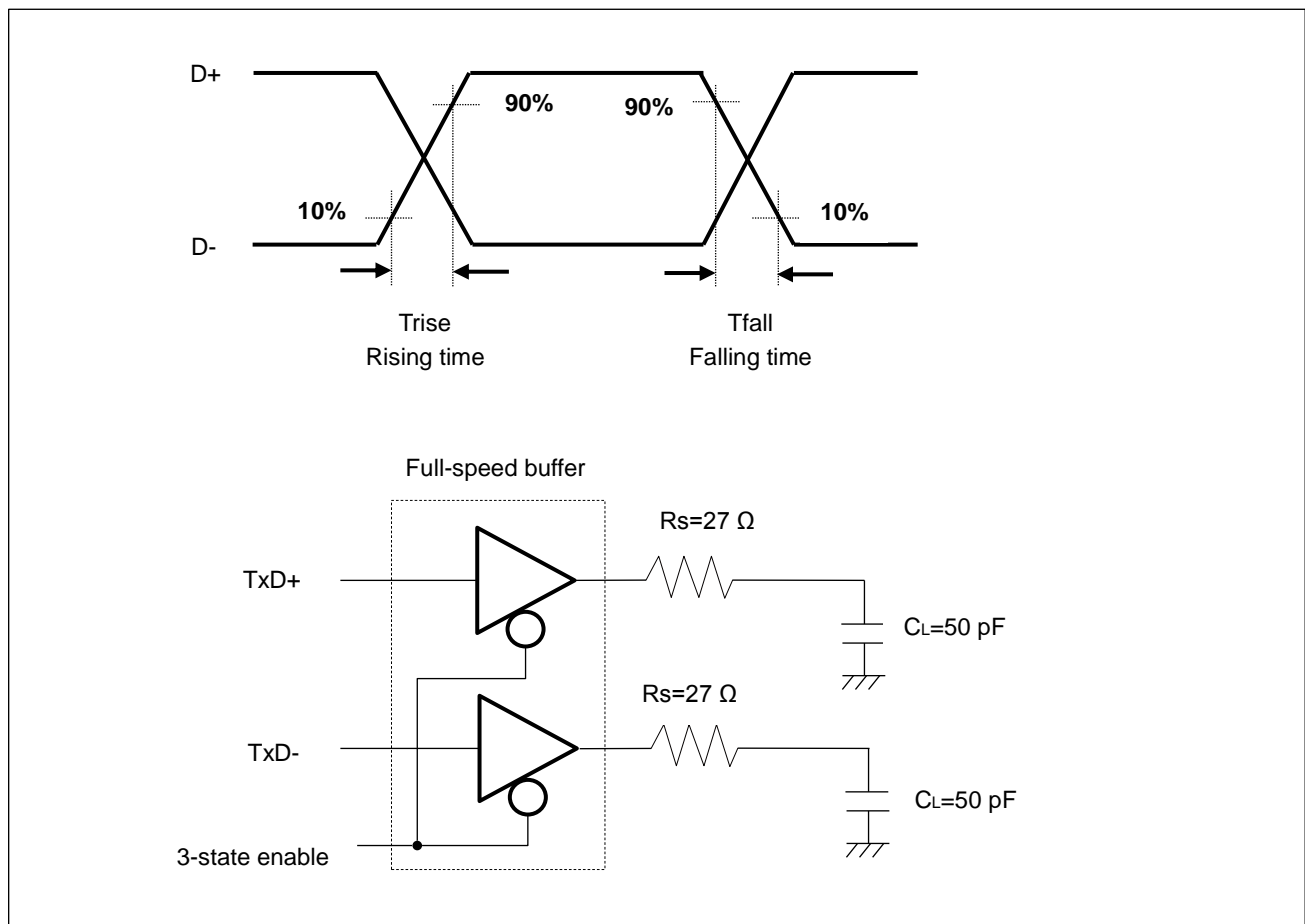 D+
90%
90%
10%
10%
D-
Trise
Rising time
Tfall
Falling time
Full-speed buffer
Rs=27 Ω
TxD+
CL=50 pF
Rs=27 Ω
TxD-
CL=50 pF
3-state enable